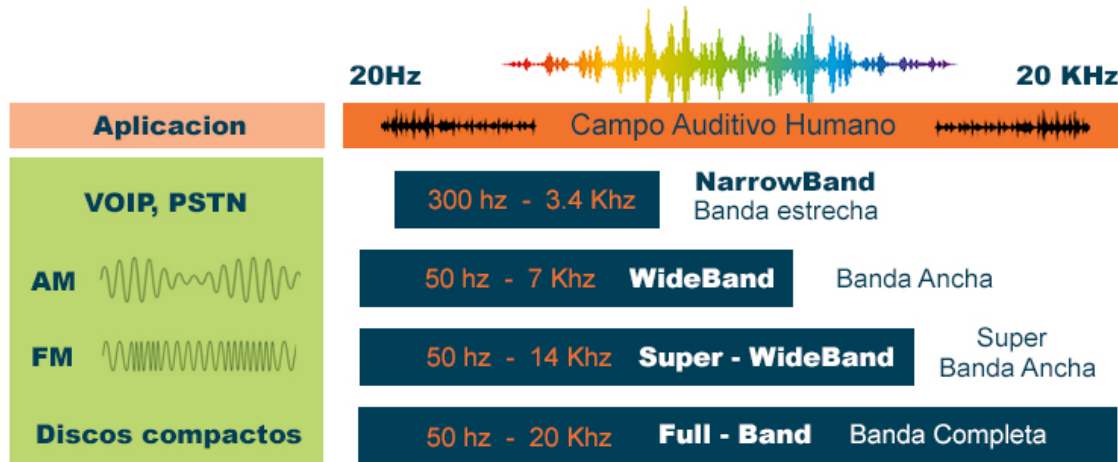 20Hz
20 KHz
Aplicacion
Campo Auditivo Humano
VOIP, PSTN
300 hz - 3.4 Khz
NarrowBand
Banda estrecha
AM
50 hz - 7 Khz WideBand
Banda Ancha
FM
50 hz - 14 Khz Super - WideBand
Super
Banda Ancha
Discos compactos
50 hz - 20 Khz Full - Band Banda Completa